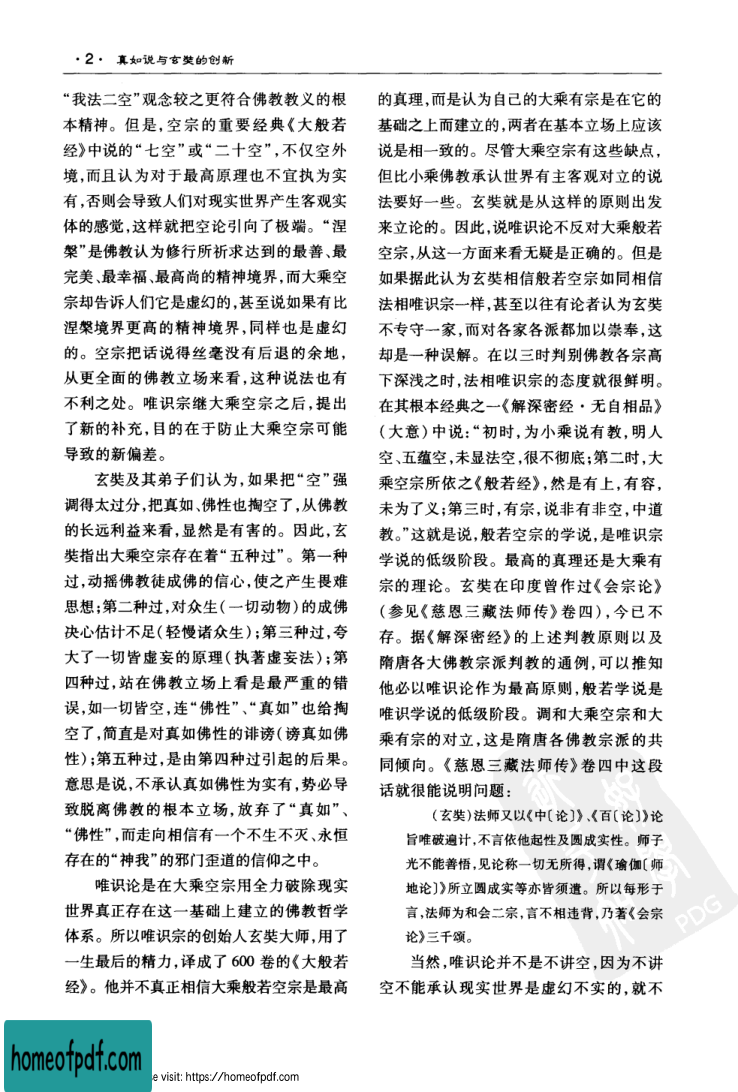 ·2· 真如说与玄奘的创新
“我法二空”观念较之更符合佛教教义的根
本精神。但是,空宗的重要经典《大般若
经》中说的“七空”或“二十空”,不仅空外
境,而且认为对于最高原理也不宜执为实
有,否则会导致人们对现实世界产生客观实
体的感觉,这样就把空论引向了极端。“涅
槃”是佛教认为修行所祈求达到的最善、最
完美、最幸福、最高尚的精神境界,而大乘空
宗却告诉人们它是虚幻的,甚至说如果有比
涅槃境界更高的精神境界,同样也是虚幻
的。空宗把话说得丝毫没有后退的余地,
从更全面的佛教立场来看,这种说法也有
不利之处。唯识宗继大乘空宗之后,提出
了新的补充,目的在于防止大乘空宗可能
导致的新偏差。
玄奘及其弟子们认为,如果把“空”强
调得太过分,把真如、佛性也掏空了,从佛教
的长远利益来看,显然是有害的。因此,玄
奘指出大乘空宗存在着“五种过”。第一种
过,动摇佛教徒成佛的信心,使之产生畏难
思想;第二种过,对众生(一切动物)的成佛
决心估计不足(轻慢诸众生);第三种过,夸
大了一切皆虚妄的原理(执著虚妄法);第
四种过,站在佛教立场上看是最严重的错
误,如一切皆空,连“佛性”、“真如”也给掏
空了,简直是对真如佛性的诽谤(谤真如佛
性);第五种过,是由第四种过引起的后果。
意思是说,不承认真如佛性为实有,势必导
致脱离佛教的根本立场,放弃了“真如”、
“佛性”,而走向相信有一个不生不灭、永恒
存在的“神我”的邪门歪道的信仰之中。
唯识论是在大乘空宗用全力破除现实
世界真正存在这一基础上建立的佛教哲学
体系。所以唯识宗的创始人玄奘大师,用了
一生最后的精力,译成了600卷的《大般若
经》。他并不真正相信大乘般若空宗是最高
的真理,而是认为自己的大乘有宗是在它的
基础之上而建立的,两者在基本立场上应该
说是相一致的。尽管大乘空宗有这些缺点,
但比小乘佛教承认世界有主客观对立的说
法要好一些。玄奘就是从这样的原则出发
来立论的。因此,说唯识论不反对大乘般若
空宗,从这一方面来看无疑是正确的。但是
如果据此认为玄奘相信般若空宗如同相信
法相唯识宗一样,甚至以往有论者认为玄奘
不专守一家,而对各家各派都加以崇奉,这
却是一种误解。在以三时判别佛教各宗高
下深浅之时,法相唯识宗的态度就很鲜明。
在其根本经典之一《解深密经·无自相品》
(大意)中说:“初时,为小乘说有教,明人
空、五蕴空,未显法空,很不彻底;第二时,大
乘空宗所依之《般若经》,然是有上,有容,
未为了义;第三时,有宗,说非有非空,中道
教。”这就是说,般若空宗的学说,是唯识宗
学说的低级阶段。最高的真理还是大乘有
宗的理论。玄奘在印度曾作过《会宗论》
(参见《慈恩三藏法师传》卷四),今已不
存。据《解深密经》的上述判教原则以及
隋唐各大佛教宗派判教的通例,可以推知
他必以唯识论作为最高原则,般若学说是
唯识学说的低级阶段。调和大乘空宗和大
乘有宗的对立,这是隋唐各佛教宗派的共
同倾向。《慈恩三藏法师传》卷四中这段
话就很能说明问题:
(玄奘)法师又以《中〔论〕》、《百〔论〕》论
旨唯破遍计,不言依他起性及圆成实性。师子
光不能善悟,见论称一切无所得,谓《瑜伽〔师
地论〕》所立圆成实等亦皆须遣。所以每形于
言,法师为和会二宗,言不相违背,乃著《会宗
论》三千颂。
当然,唯识论并不是不讲空,因为不讲
空不能承认现实世界是虚幻不实的,就不
PDG
homeofpdf.com
e visit: https://homeofpdf.com